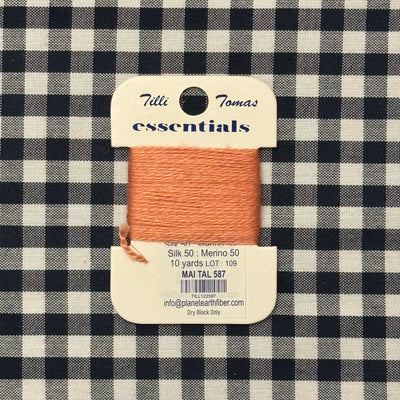 Tilli Tomas
essentials
Silk 50 : Merino 50
10 yards LOT : 109
MAI TAL 587
TILL122587
info@planetearthfiber.com
Dry Block Only